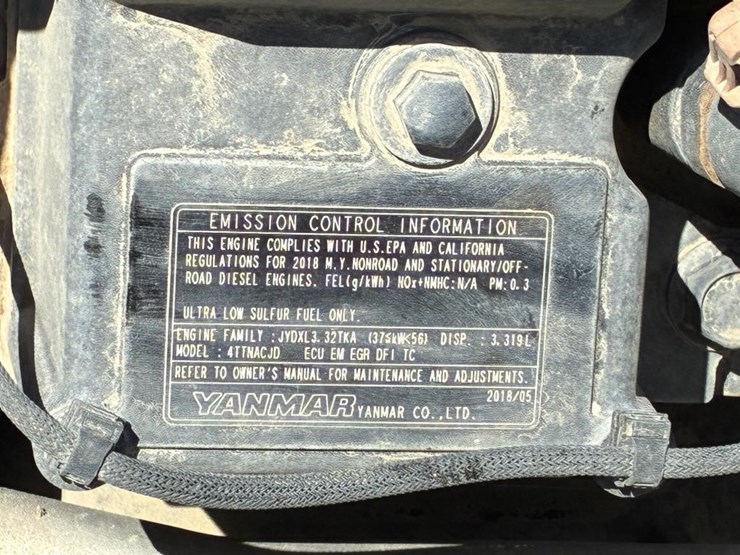 EMISSION CONTROL INFORMATION
THIS ENGINE COMPLIES WITH U.S.EPA AND CALIFORNIA
REGULATIONS FOR 2018 M.Y.NONROAD AND STATIONARY/OFF-
ROAD DIESEL ENGINES. FEL(g/kWh) NOx+NMHC:N/A PM:0.3
ULTRA LOW SULFUR FUEL ONLY.
ENGINE FAMILY :JYDXL3.32TKA (37≤kW<56) DISP. :3.319L
MODEL :4TTNACJD ECU EM EGR DFI TC
REFER TO OWNER'S MANUAL FOR MAINTENANCE AND ADJUSTMENTS.
2018/05
YANMAR YANMAR CO.,LTD.